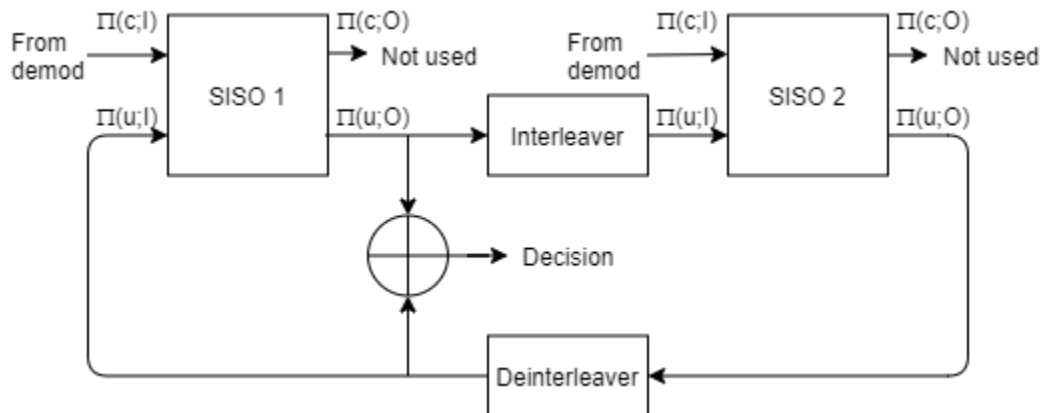 Π(c;I)
Π(c;O)
Π(c;I)
Π(c;O)
From
demod
Not used
From
demod
Not used
SISO 1
SISO 2
Π(u;I)
Π(u;O)
Interleaver
Π(u;I)
Π(u;O)
Decision
Deinterleaver